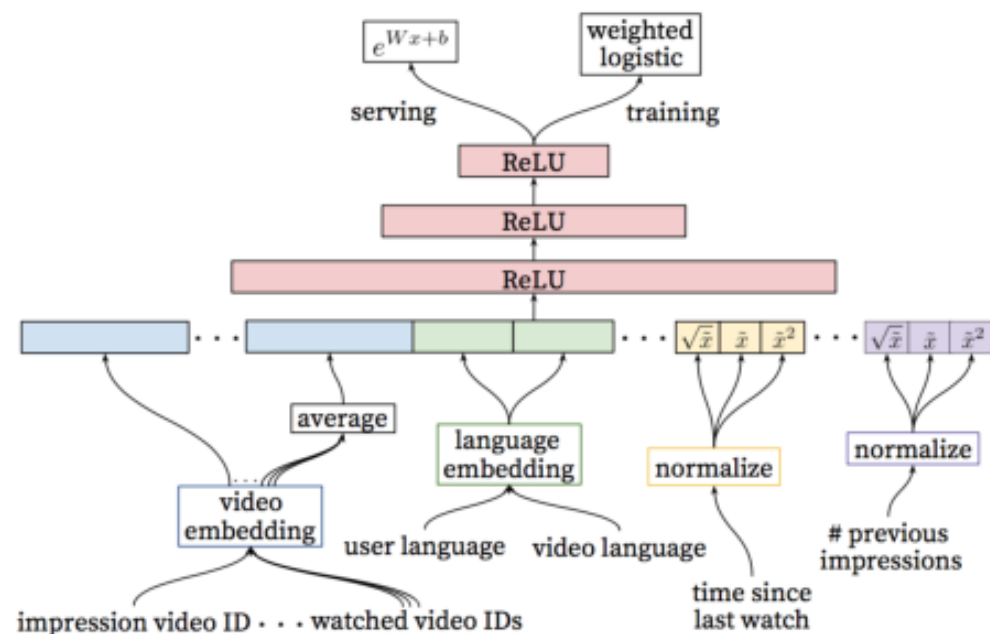 e^{Wx+b}
weighted
logistic
serving
training
ReLU
ReLU
ReLU
. . .
. . .
√x̃ x̃ x̃²
. . .
√x̃ x̃ x̃²
average
language
embedding
normalize
normalize
. . .
video
embedding
user language
video language
# previous
impressions
time since
last watch
impression video ID . . . watched video IDs